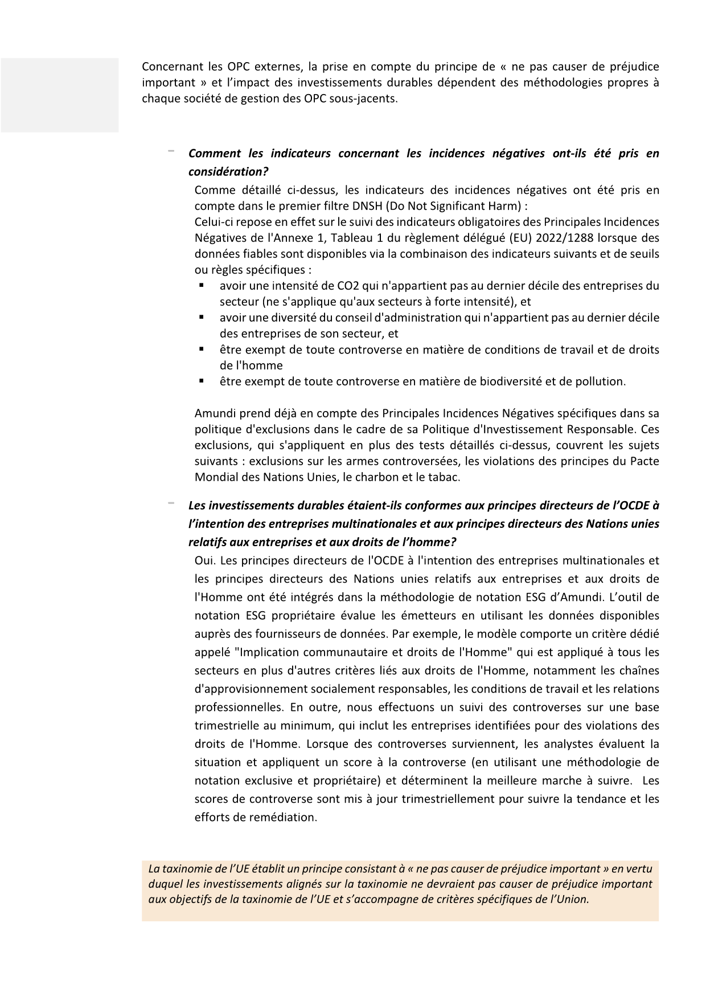 Concernant les OPC externes, la prise en compte du principe de « ne pas causer de préjudice
important » et l’impact des investissements durables dépendent des méthodologies propres à
chaque société de gestion des OPC sous-jacents.
- Comment les indicateurs concernant les incidences négatives ont-ils été pris en
considération?
Comme détaillé ci-dessus, les indicateurs des incidences négatives ont été pris en
compte dans le premier filtre DNSH (Do Not Significant Harm) :
Celui-ci repose en effet sur le suivi des indicateurs obligatoires des Principales Incidences
Négatives de l'Annexe 1, Tableau 1 du règlement délégué (EU) 2022/1288 lorsque des
données fiables sont disponibles via la combinaison des indicateurs suivants et de seuils
ou règles spécifiques :
▪ avoir une intensité de CO2 qui n'appartient pas au dernier décile des entreprises du
secteur (ne s'applique qu'aux secteurs à forte intensité), et
▪ avoir une diversité du conseil d'administration qui n'appartient pas au dernier décile
des entreprises de son secteur, et
▪ être exempt de toute controverse en matière de conditions de travail et de droits
de l'homme
▪ être exempt de toute controverse en matière de biodiversité et de pollution.
Amundi prend déjà en compte des Principales Incidences Négatives spécifiques dans sa
politique d'exclusions dans le cadre de sa Politique d'Investissement Responsable. Ces
exclusions, qui s'appliquent en plus des tests détaillés ci-dessus, couvrent les sujets
suivants : exclusions sur les armes controversées, les violations des principes du Pacte
Mondial des Nations Unies, le charbon et le tabac.
- Les investissements durables étaient-ils conformes aux principes directeurs de l’OCDE à
l’intention des entreprises multinationales et aux principes directeurs des Nations unies
relatifs aux entreprises et aux droits de l’homme?
Oui. Les principes directeurs de l'OCDE à l'intention des entreprises multinationales et
les principes directeurs des Nations unies relatifs aux entreprises et aux droits de
l'Homme ont été intégrés dans la méthodologie de notation ESG d’Amundi. L’outil de
notation ESG propriétaire évalue les émetteurs en utilisant les données disponibles
auprès des fournisseurs de données. Par exemple, le modèle comporte un critère dédié
appelé "Implication communautaire et droits de l'Homme" qui est appliqué à tous les
secteurs en plus d'autres critères liés aux droits de l'Homme, notamment les chaînes
d'approvisionnement socialement responsables, les conditions de travail et les relations
professionnelles. En outre, nous effectuons un suivi des controverses sur une base
trimestrielle au minimum, qui inclut les entreprises identifiées pour des violations des
droits de l'Homme. Lorsque des controverses surviennent, les analystes évaluent la
situation et appliquent un score à la controverse (en utilisant une méthodologie de
notation exclusive et propriétaire) et déterminent la meilleure marche à suivre. Les
scores de controverse sont mis à jour trimestriellement pour suivre la tendance et les
efforts de remédiation.
La taxinomie de l’UE établit un principe consistant à « ne pas causer de préjudice important » en vertu
duquel les investissements alignés sur la taxinomie ne devraient pas causer de préjudice important
aux objectifs de la taxinomie de l’UE et s’accompagne de critères spécifiques de l’Union.